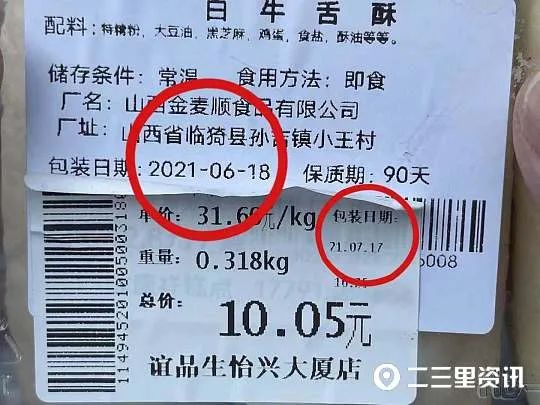 白牛舌酥
配料: 特精粉、大豆油、黑芝麻、鸡蛋、食盐、酥油等等。
储存条件: 常温 食用方法: 即食
厂名: 山西金麦顺食品有限公司
厂址: 山西省临猗县孙吉镇小王村
包装日期: 2021-06-18 保质期: 90天
单价: 31.60元/kg
包装日期:
21.07.17
重量: 0.318kg
6008
总价:
10.05元
谊品生怡兴大厦店
二三里资讯